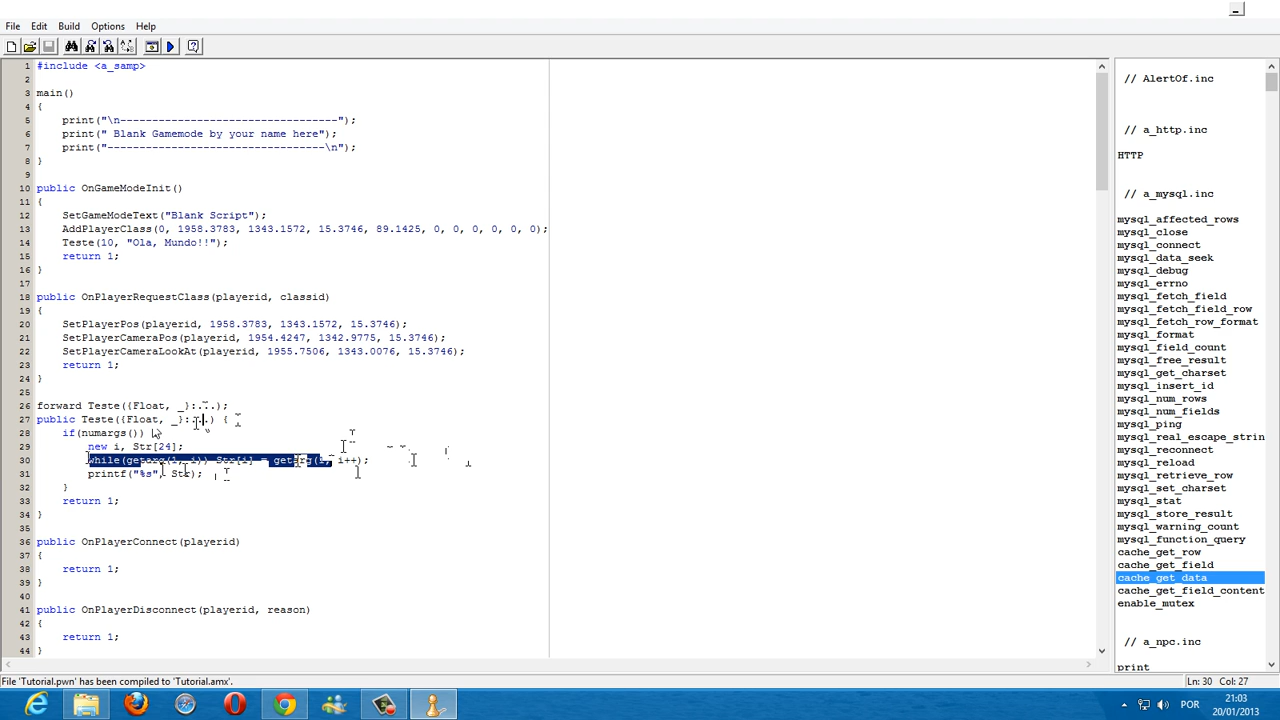 File Edit Build Options Help
1 #include <a_samp>
2
3 main()
4 {
5 print("\n----------------------------------");
6 print(" Blank Gamemode by your name here");
7 print("----------------------------------\n");
8 }
9
10 public OnGameModeInit()
11 {
12 SetGameModeText("Blank Script");
13 AddPlayerClass(0, 1958.3783, 1343.1572, 15.3746, 89.1425, 0, 0, 0, 0, 0, 0);
14 Teste(10, "Ola, Mundo!!");
15 return 1;
16 }
17
18 public OnPlayerRequestClass(playerid, classid)
19 {
20 SetPlayerPos(playerid, 1958.3783, 1343.1572, 15.3746);
21 SetPlayerCameraPos(playerid, 1954.4247, 1342.9775, 15.3746);
22 SetPlayerCameraLookAt(playerid, 1955.7506, 1343.0076, 15.3746);
23 return 1;
24 }
25
26 forward Teste({Float, _}:...);
27 public Teste({Float, _}:...) {
28 if(numargs())
29 new i, Str[24];
30 while(getarg(1, i)) Str[i] = getarg(i, i++);
31 printf("%s", Str);
32 }
33 return 1;
34 }
35
36 public OnPlayerConnect(playerid)
37 {
38 return 1;
39 }
40
41 public OnPlayerDisconnect(playerid, reason)
42 {
43 return 1;
44 }
// AlertOf.inc
// a_http.inc
HTTP
// a_mysql.inc
mysql_affected_rows
mysql_close
mysql_connect
mysql_data_seek
mysql_debug
mysql_errno
mysql_fetch_field
mysql_fetch_field_row
mysql_fetch_row_format
mysql_format
mysql_field_count
mysql_free_result
mysql_get_charset
mysql_insert_id
mysql_num_rows
mysql_num_fields
mysql_ping
mysql_real_escape_strin
mysql_reconnect
mysql_reload
mysql_retrieve_row
mysql_set_charset
mysql_stat
mysql_store_result
mysql_warning_count
mysql_function_query
cache_get_row
cache_get_field
cache_get_data
cache_get_field_content
enable_mutex
// a_npc.inc
print
File 'Tutorial.pwn' has been compiled to 'Tutorial.amx'.
Ln: 30 Col: 27
POR
21:03
20/01/2013